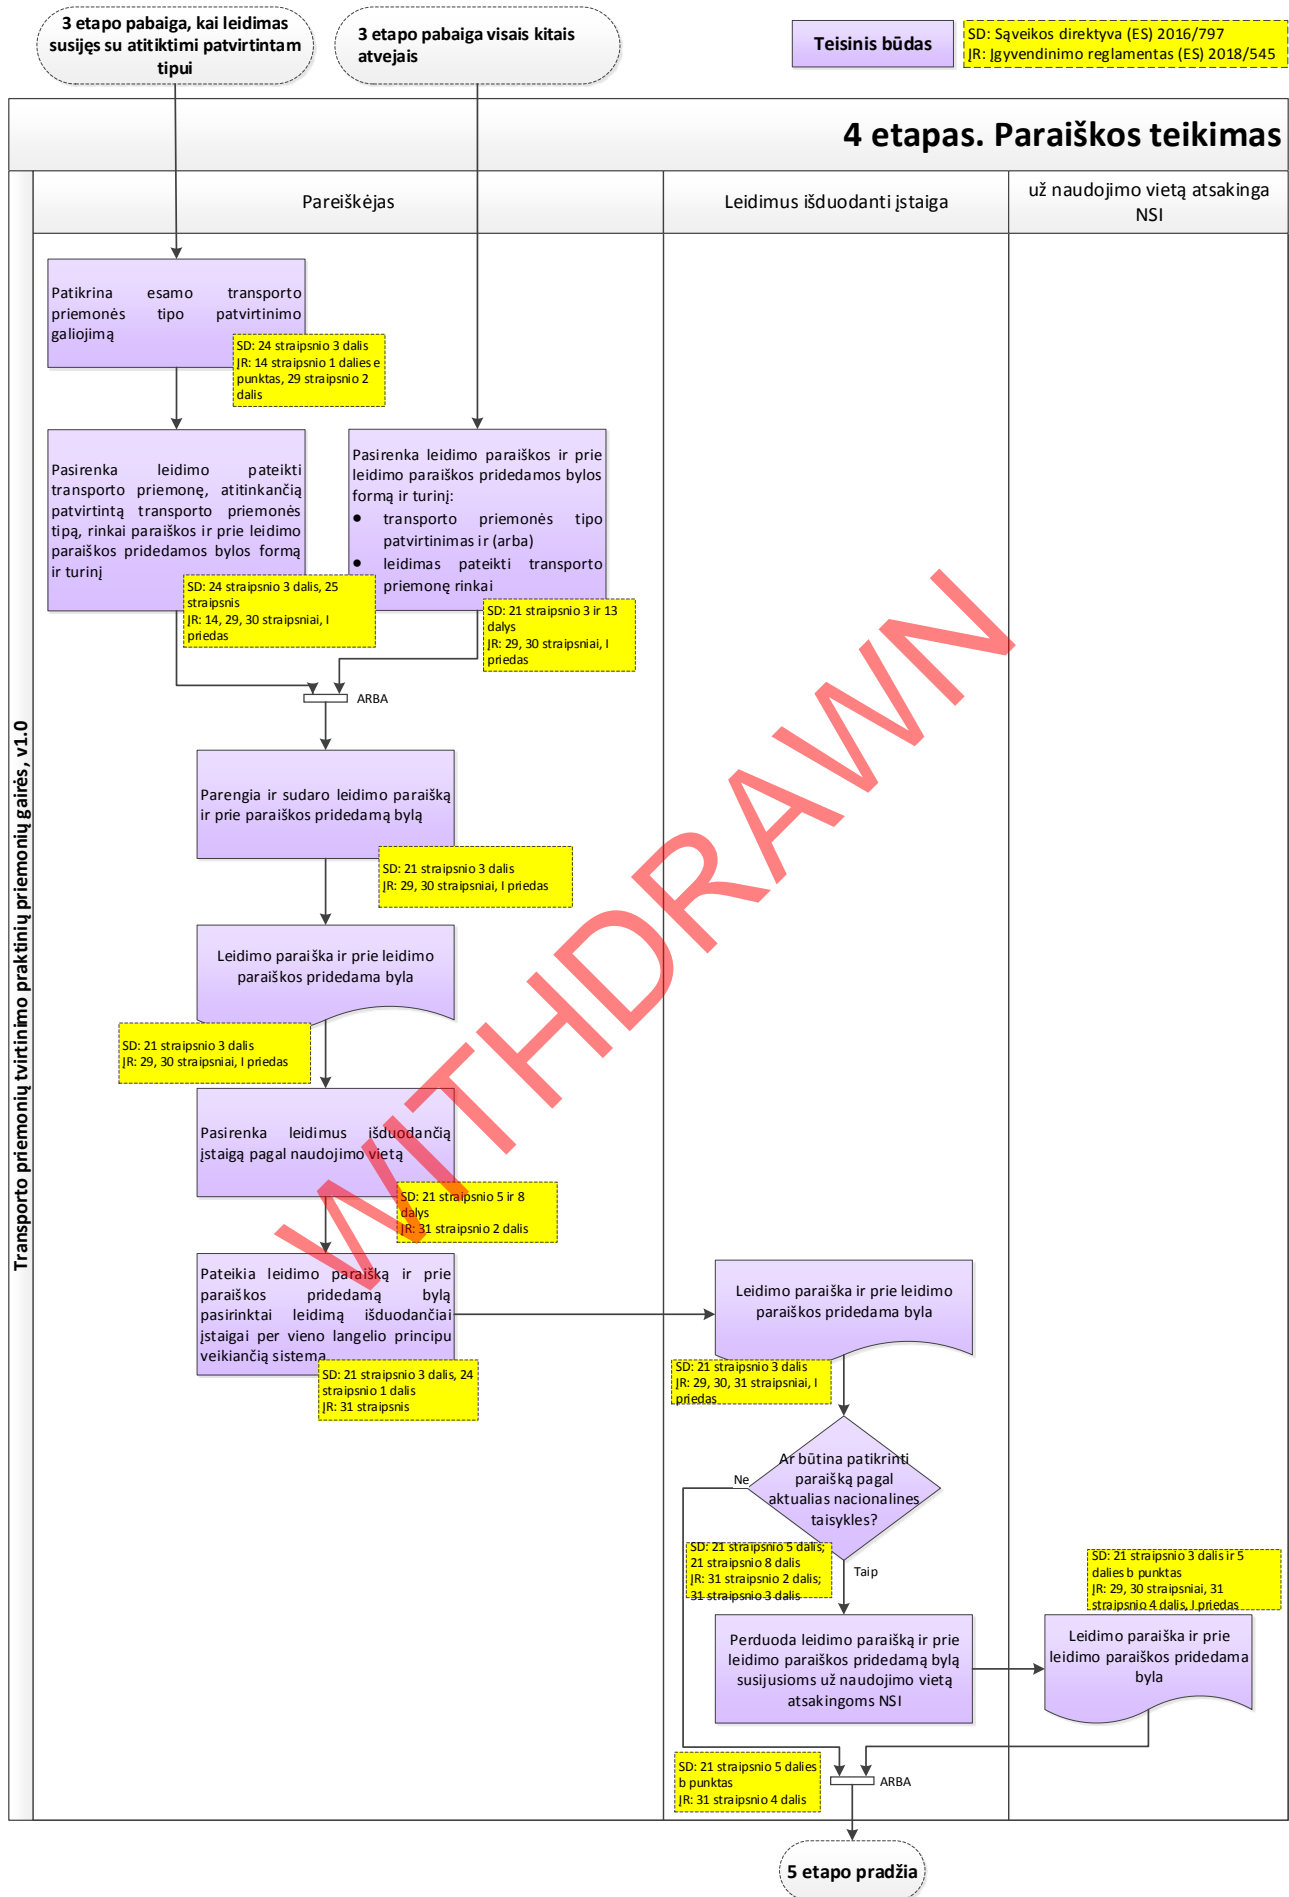 3 etapo pabaiga, kai leidimas
susijęs su atitiktimi patvirtintam
tipui
3 etapo pabaiga visais kitais
atvejais
Teisinis būdas
SD: Sąveikos direktyva (ES) 2016/797
ĮR: Įgyvendinimo reglamentas (ES) 2018/545
4 etapas. Paraiškos teikimas
Transporto priemonių tvirtinimo praktinių priemonių gairės, v1.0
Pareiškėjas
Leidimus išduodanti įstaiga
už naudojimo vietą atsakinga
NSI
Patikrina esamo transporto
priemonės tipo patvirtinimo
galiojimą
SD: 24 straipsnio 3 dalis
ĮR: 14 straipsnio 1 dalies e
punktas, 29 straipsnio 2
dalis
Pasirenka leidimo pateikti
transporto priemonę, atitinkančią
patvirtintą transporto priemonės
tipą, rinkai paraiškos ir prie leidimo
paraiškos pridedamos bylos formą
ir turinį
SD: 24 straipsnio 3 dalis, 25
straipsnis
ĮR: 14, 29, 30 straipsniai, I
priedas
Pasirenka leidimo paraiškos ir prie
leidimo paraiškos pridedamos bylos
formą ir turinį:
● transporto priemonės tipo
patvirtinimas ir (arba)
● leidimas pateikti transporto
priemonę rinkai
SD: 21 straipsnio 3 ir 13
dalys
ĮR: 29, 30 straipsniai, I
priedas
ARBA
Parengia ir sudaro leidimo paraišką
ir prie paraiškos pridedamą bylą
SD: 21 straipsnio 3 dalis
ĮR: 29, 30 straipsniai, I priedas
Leidimo paraiška ir prie leidimo
paraiškos pridedama byla
SD: 21 straipsnio 3 dalis
ĮR: 29, 30 straipsniai, I priedas
Pasirenka leidimus išduodančią
įstaigą pagal naudojimo vietą
SD: 21 straipsnio 5 ir 8
dalys
ĮR: 31 straipsnio 2 dalis
Pateikia leidimo paraišką ir prie
paraiškos pridedamą bylą
pasirinktai leidimą išduodančiai
įstaigai per vieno langelio principu
veikiančią sistemą
SD: 21 straipsnio 3 dalis, 24
straipsnio 1 dalis
ĮR: 31 straipsnis
Leidimo paraiška ir prie leidimo
paraiškos pridedama byla
SD: 21 straipsnio 3 dalis
ĮR: 29, 30, 31 straipsniai, I
priedas
Ar būtina patikrinti
paraišką pagal
aktualias nacionalines
taisykles?
Ne
Taip
SD: 21 straipsnio 5 dalis;
21 straipsnio 8 dalis
ĮR: 31 straipsnio 2 dalis;
31 straipsnio 3 dalis
Perduoda leidimo paraišką ir prie
leidimo paraiškos pridedamą bylą
susijusioms už naudojimo vietą
atsakingoms NSI
SD: 21 straipsnio 3 dalis ir 5
dalies b punktas
ĮR: 29, 30 straipsniai, 31
straipsnio 4 dalis, I priedas
Leidimo paraiška ir prie
leidimo paraiškos pridedama
byla
SD: 21 straipsnio 5 dalies
b punktas
ĮR: 31 straipsnio 4 dalis
ARBA
5 etapo pradžia
WITHDRAWN